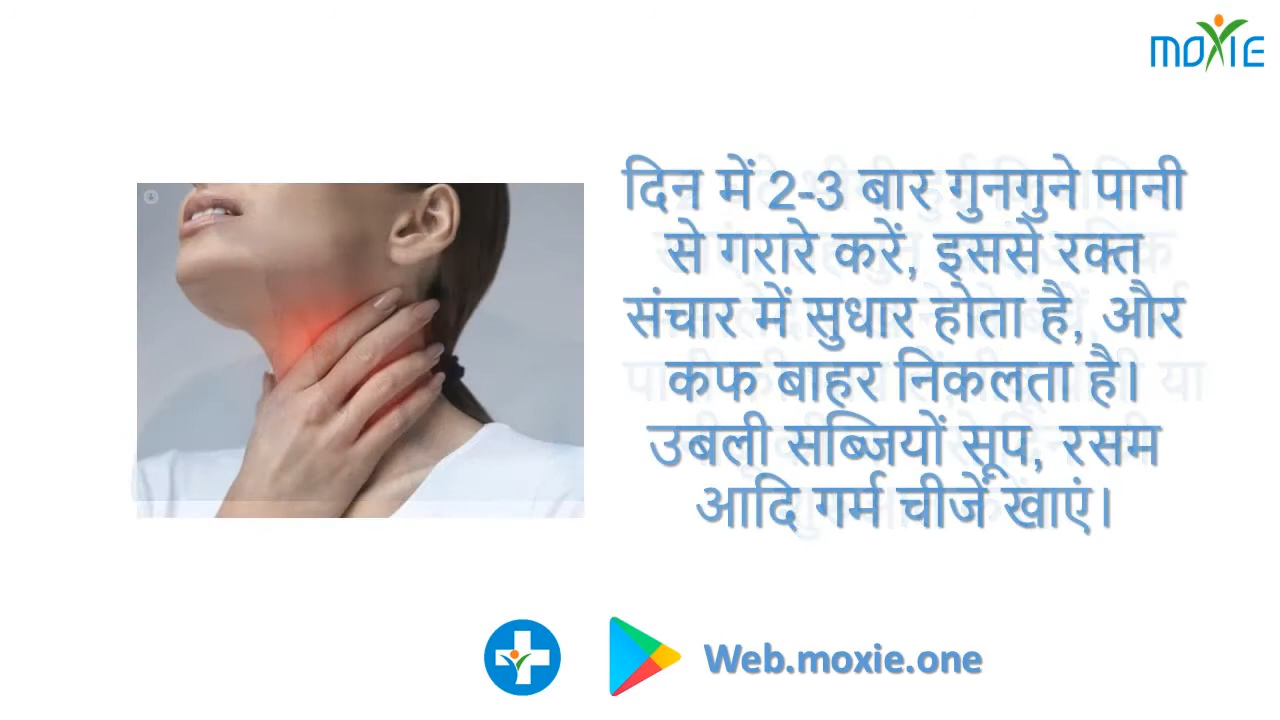 MOXIE
दिन में 2-3 बार गुनगुने पानी
से गरारे करें, इससे रक्त
संचार में सुधार होता है, और
कफ बाहर निकलता है।
उबली सब्जियों सूप, रसम
आदि गर्म चीजें खाएं।
Web.moxie.one